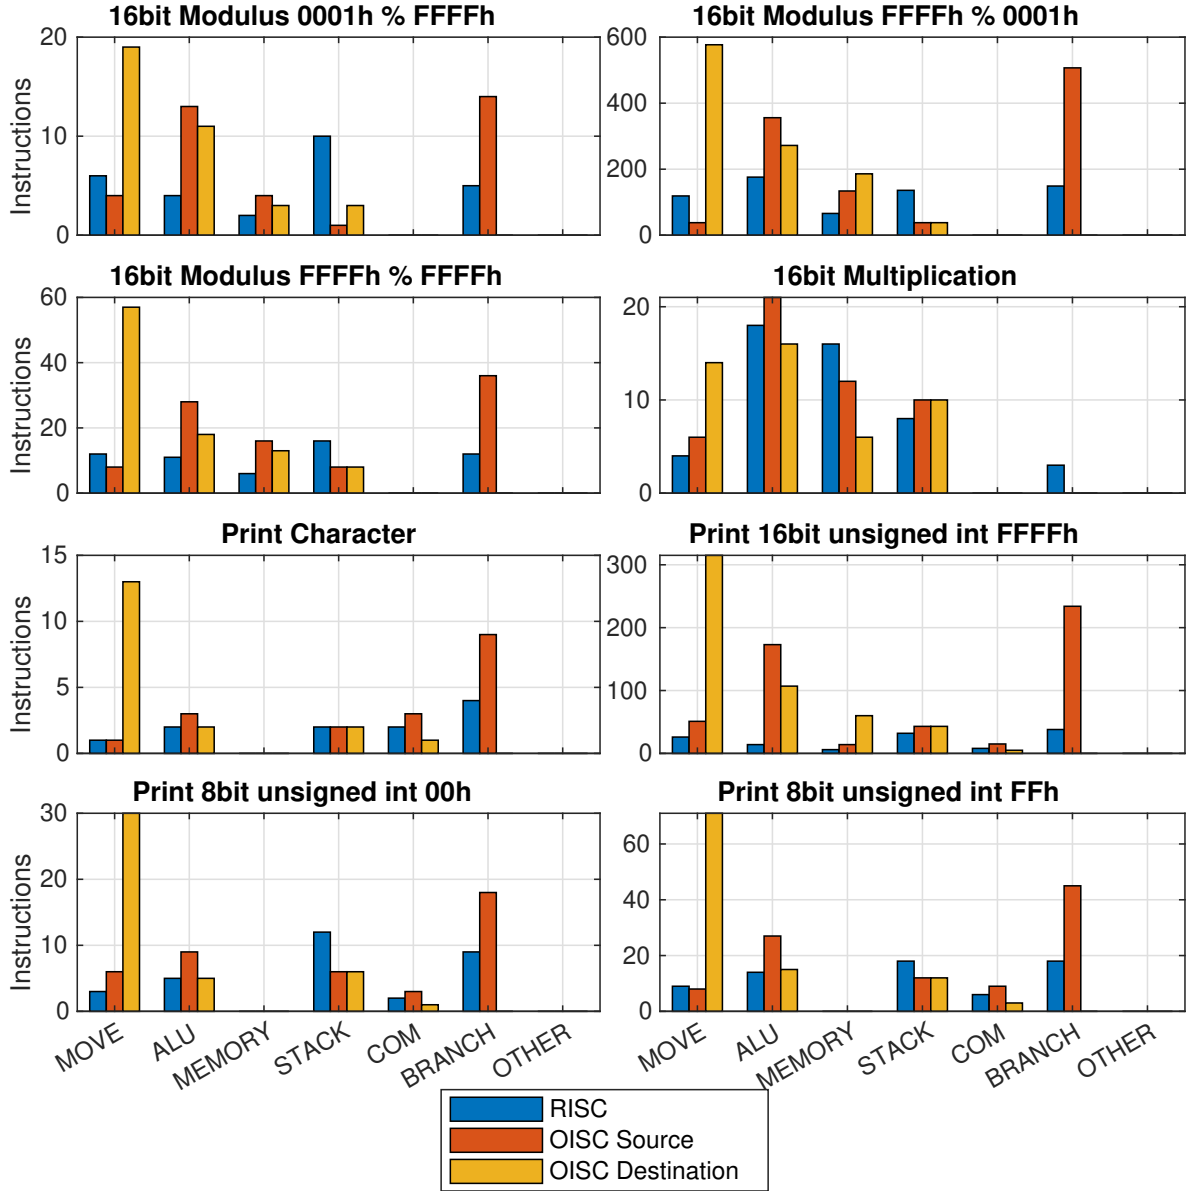 16bit Modulus 0001h % FFFFh
16bit Modulus FFFFh % 0001h
Instructions
20
10
0
600
400
200
0
16bit Modulus FFFFh % FFFFh
16bit Multiplication
Instructions
60
40
20
0
20
10
0
Print Character
Print 16bit unsigned int FFFFh
Instructions
15
10
5
0
300
200
100
0
Print 8bit unsigned int 00h
Print 8bit unsigned int FFh
Instructions
30
20
10
0
60
40
20
0
MOVE
ALU
MEMORY
STACK
COM
BRANCH
OTHER
MOVE
ALU
MEMORY
STACK
COM
BRANCH
OTHER
RISC
OISC Source
OISC Destination